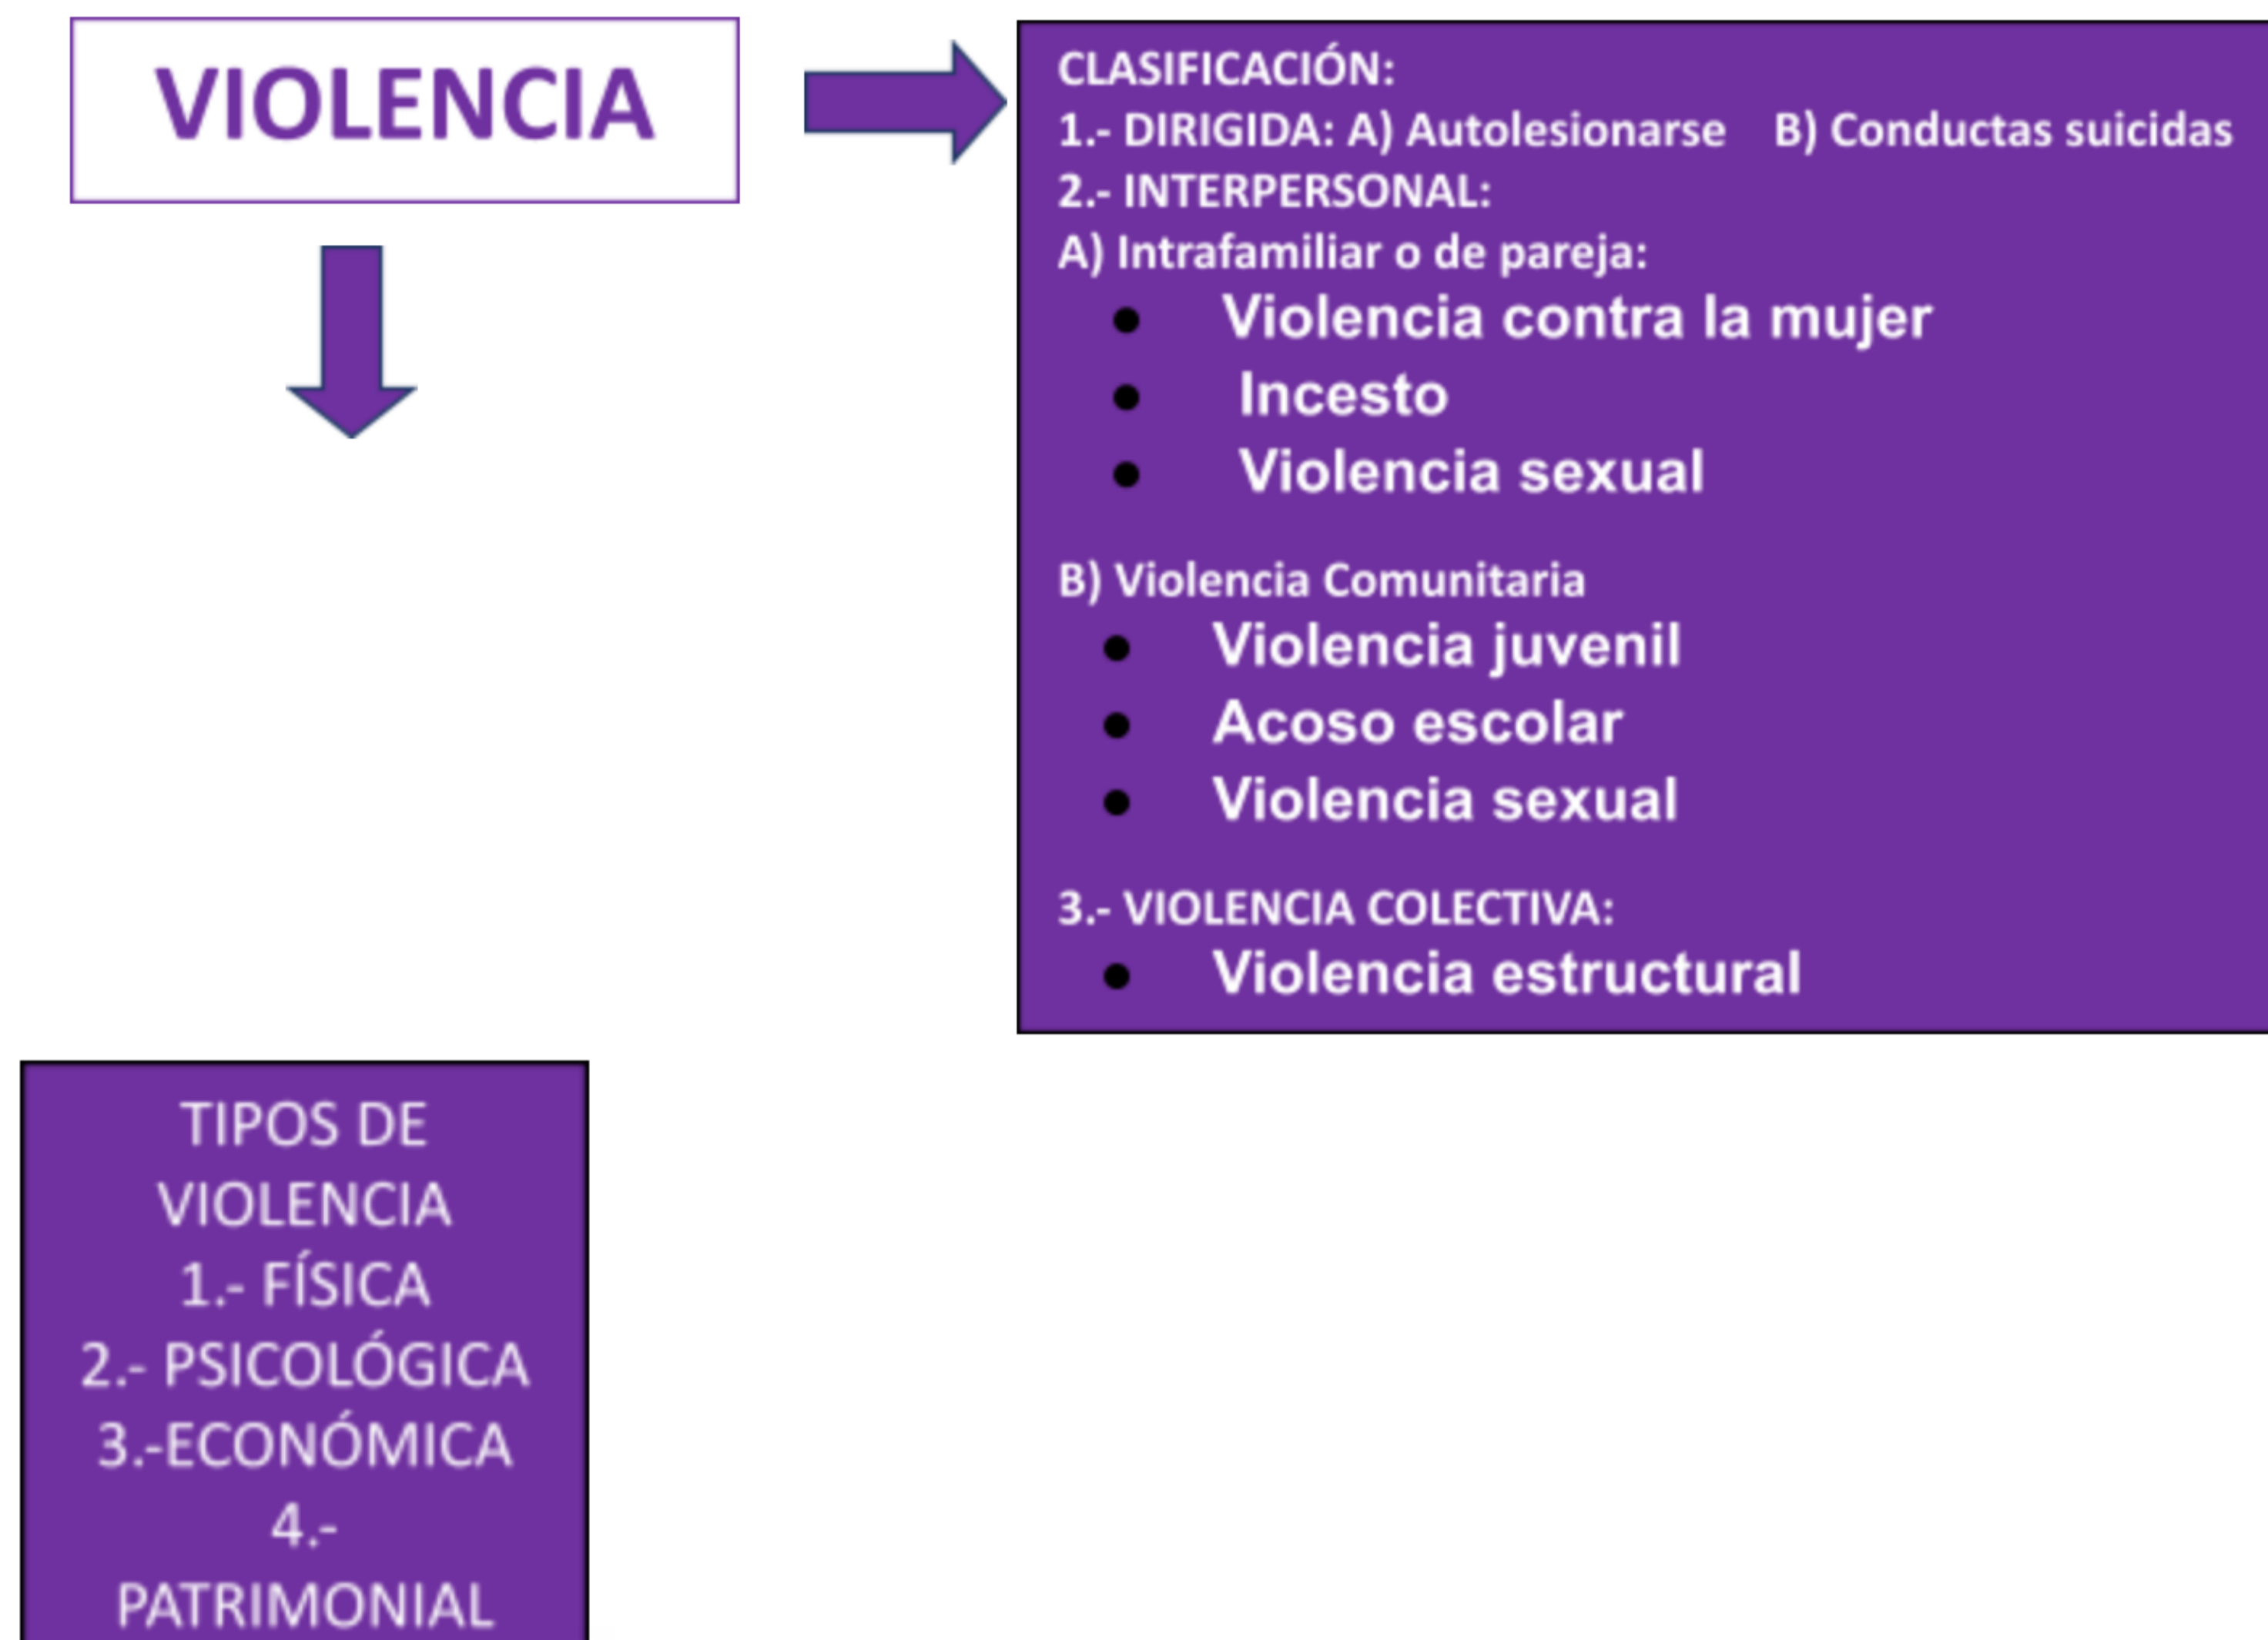 VIOLENCIA
CLASIFICACIÓN:
1.- DIRIGIDA: A) Autolesionarse B) Conductas suicidas
2.- INTERPERSONAL:
A) Intrafamiliar o de pareja:
● Violencia contra la mujer
● Incesto
● Violencia sexual
B) Violencia Comunitaria
● Violencia juvenil
● Acoso escolar
● Violencia sexual
3.- VIOLENCIA COLECTIVA:
● Violencia estructural
TIPOS DE
VIOLENCIA
1.- FÍSICA
2.- PSICOLÓGICA
3.-ECONÓMICA
4.-
PATRIMONIAL